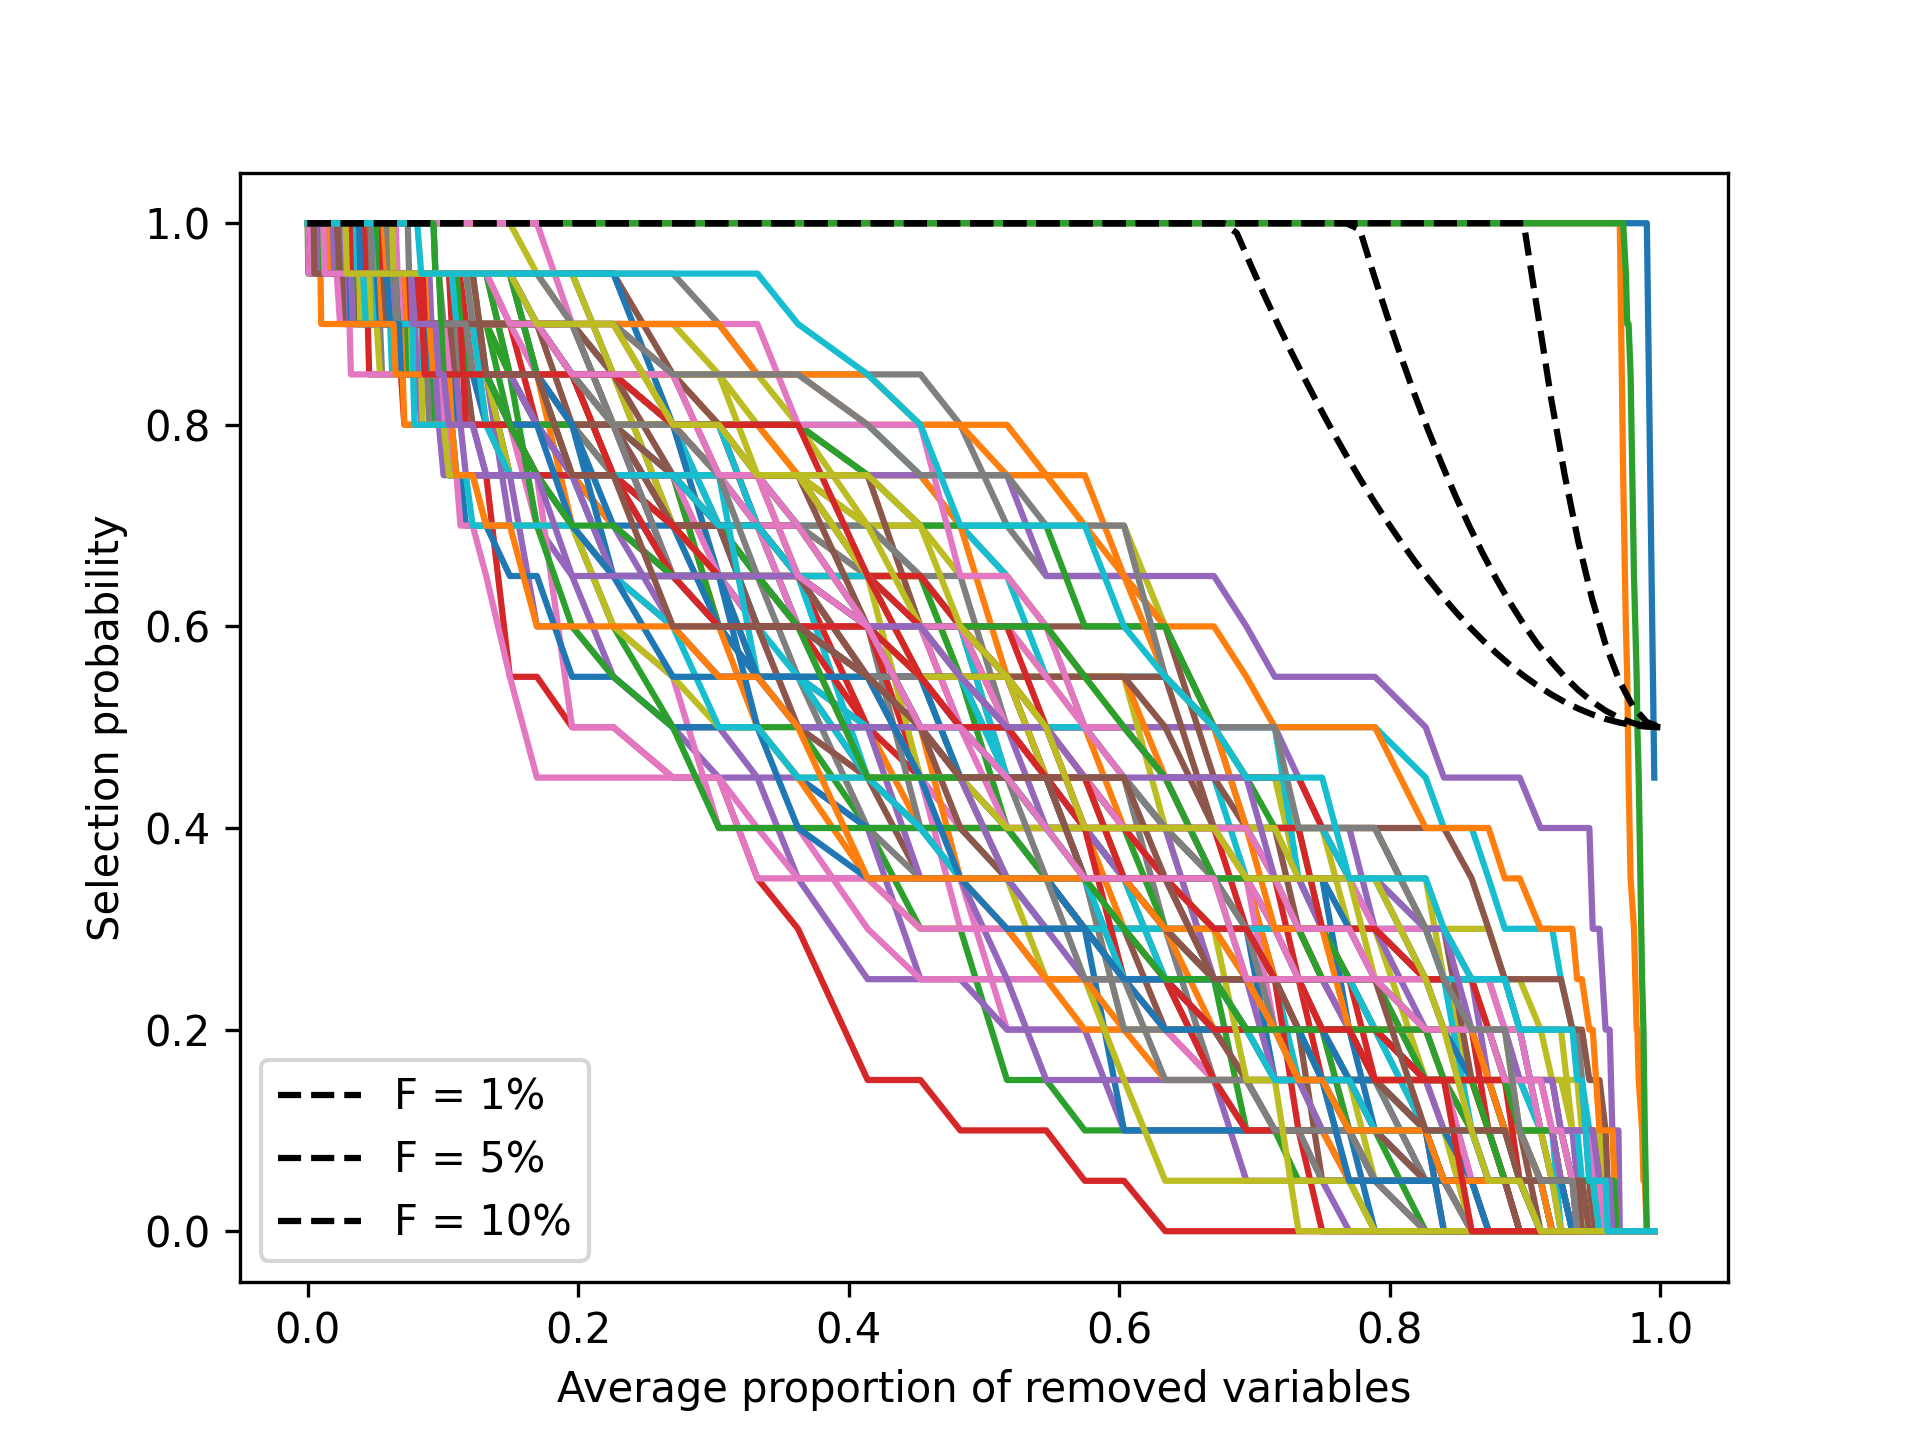 1.0
0.8
0.6
0.4
0.2
0.0
Selection probability
F = 1%
F = 5%
F = 10%
0.0 0.2 0.4 0.6 0.8 1.0
Average proportion of removed variables